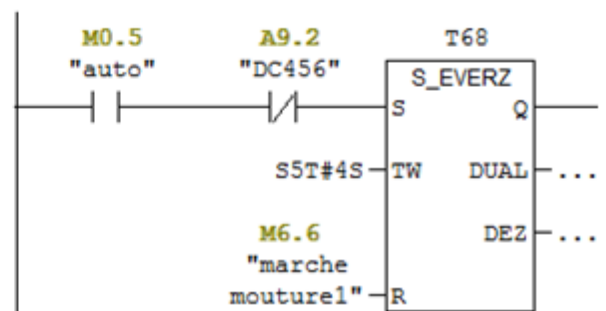 M0.5 A9.2 T68
"auto" "DC456" S_EVERZ
S Q
S5T#4S TW DUAL ...
M6.6 DEZ ...
"marche
mouture1" R